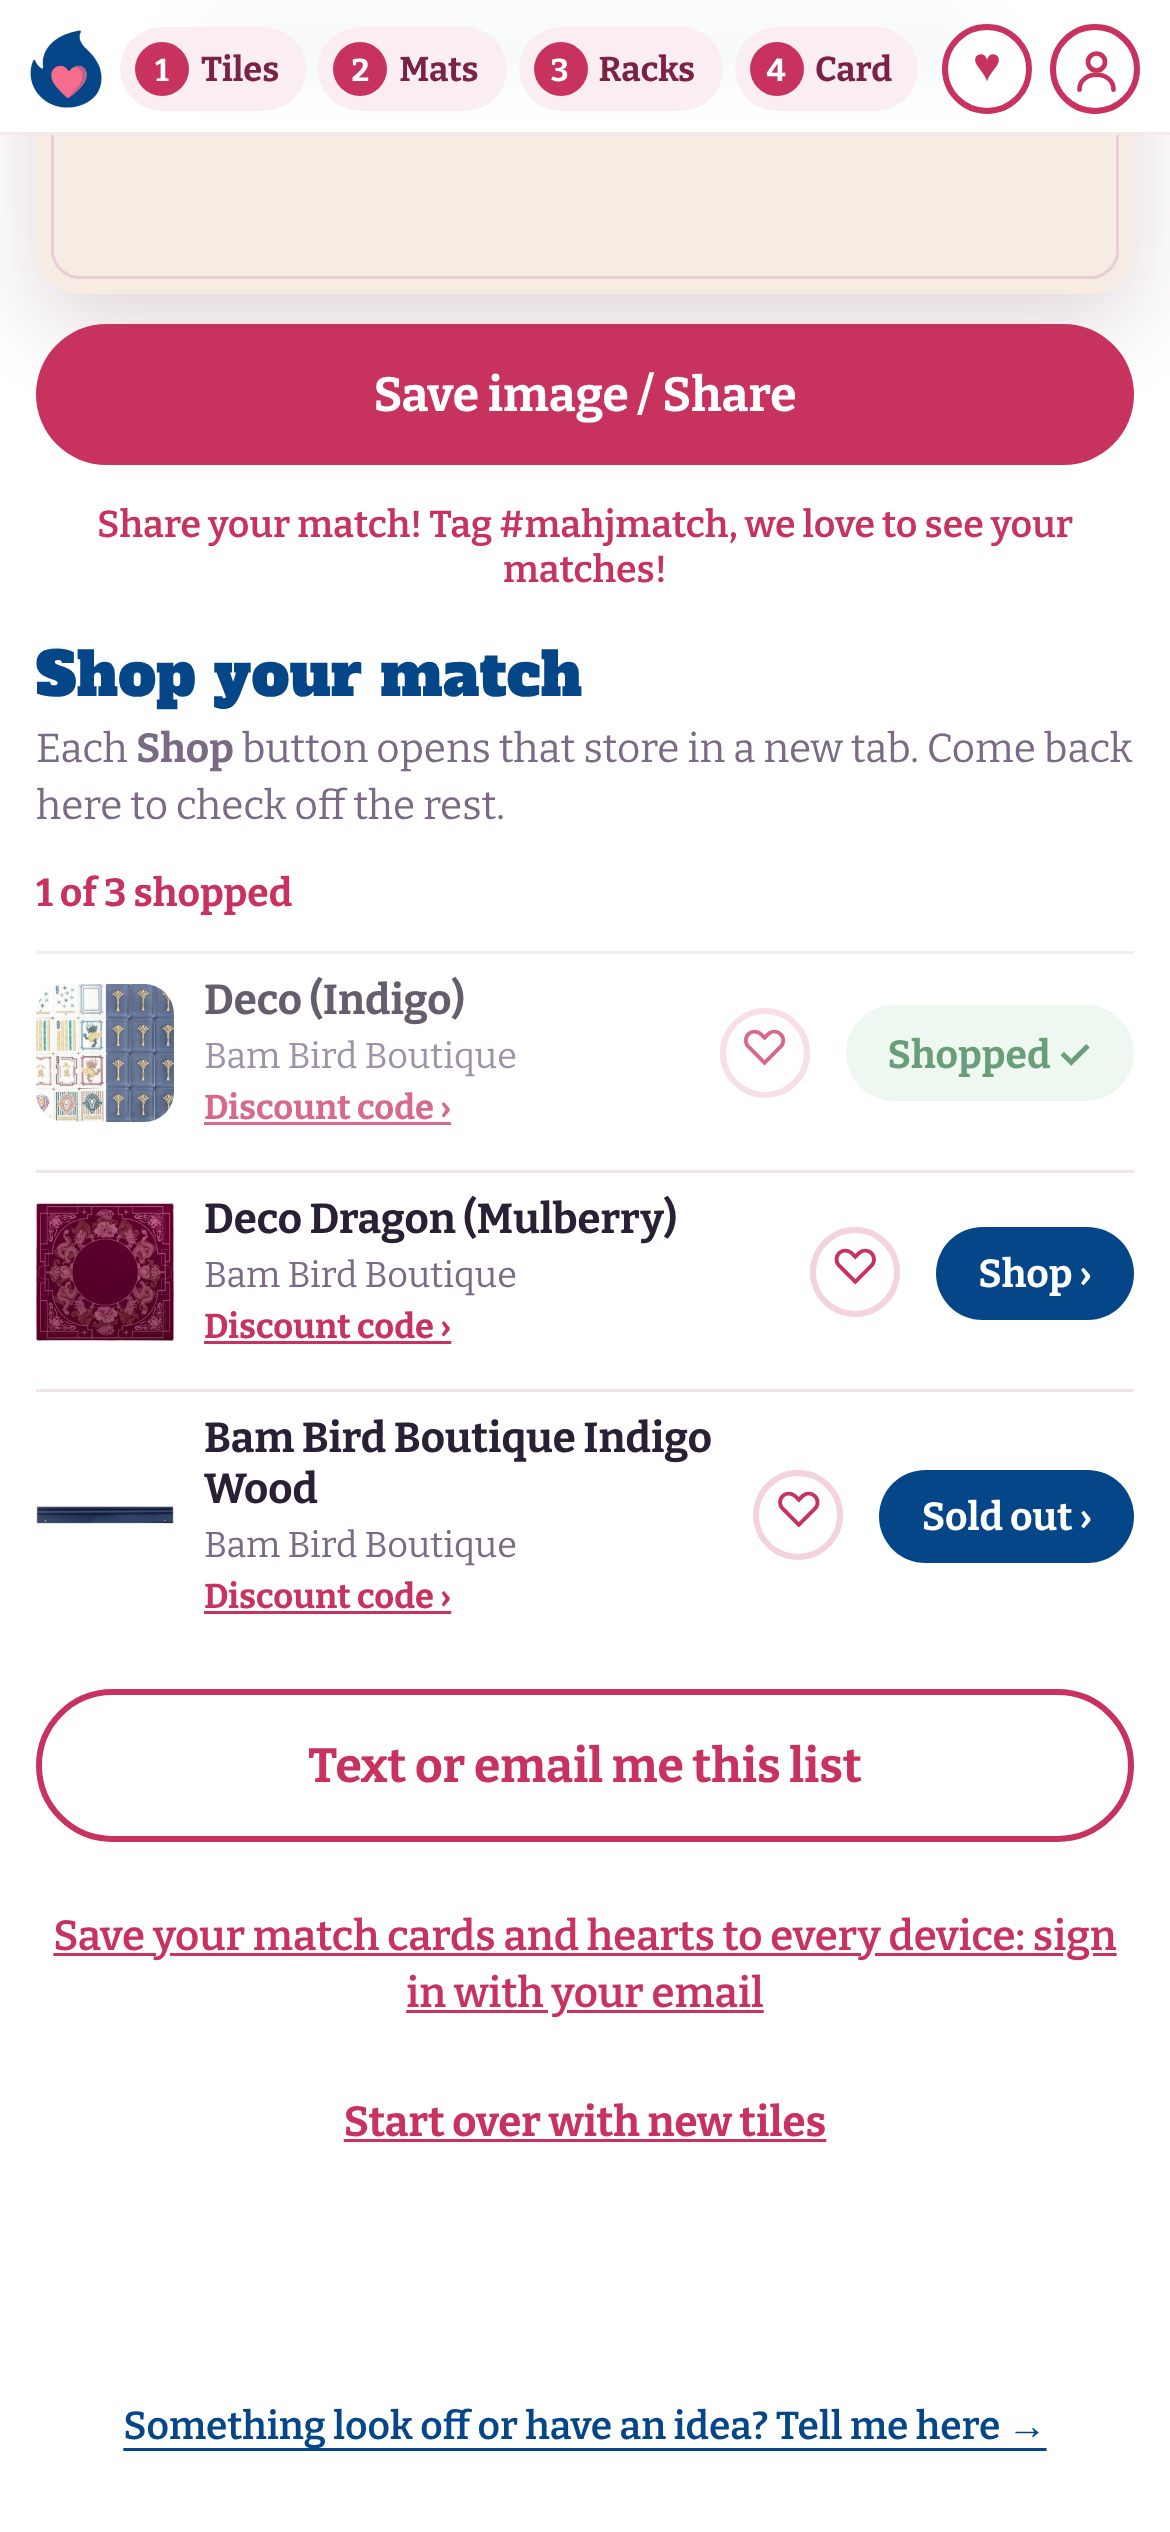 1 Tiles 2 Mats 3 Racks 4 Card
Save image / Share
Share your match! Tag #mahjmatch, we love to see your
matches!
Shop your match
Each Shop button opens that store in a new tab. Come back
here to check off the rest.
1 of 3 shopped
Deco (Indigo)
Bam Bird Boutique
Discount code ›
Shopped ✓
Deco Dragon (Mulberry)
Bam Bird Boutique
Discount code ›
Shop ›
Bam Bird Boutique Indigo
Wood
Bam Bird Boutique
Discount code ›
Sold out ›
Text or email me this list
Save your match cards and hearts to every device: sign
in with your email
Start over with new tiles
Something look off or have an idea? Tell me here →